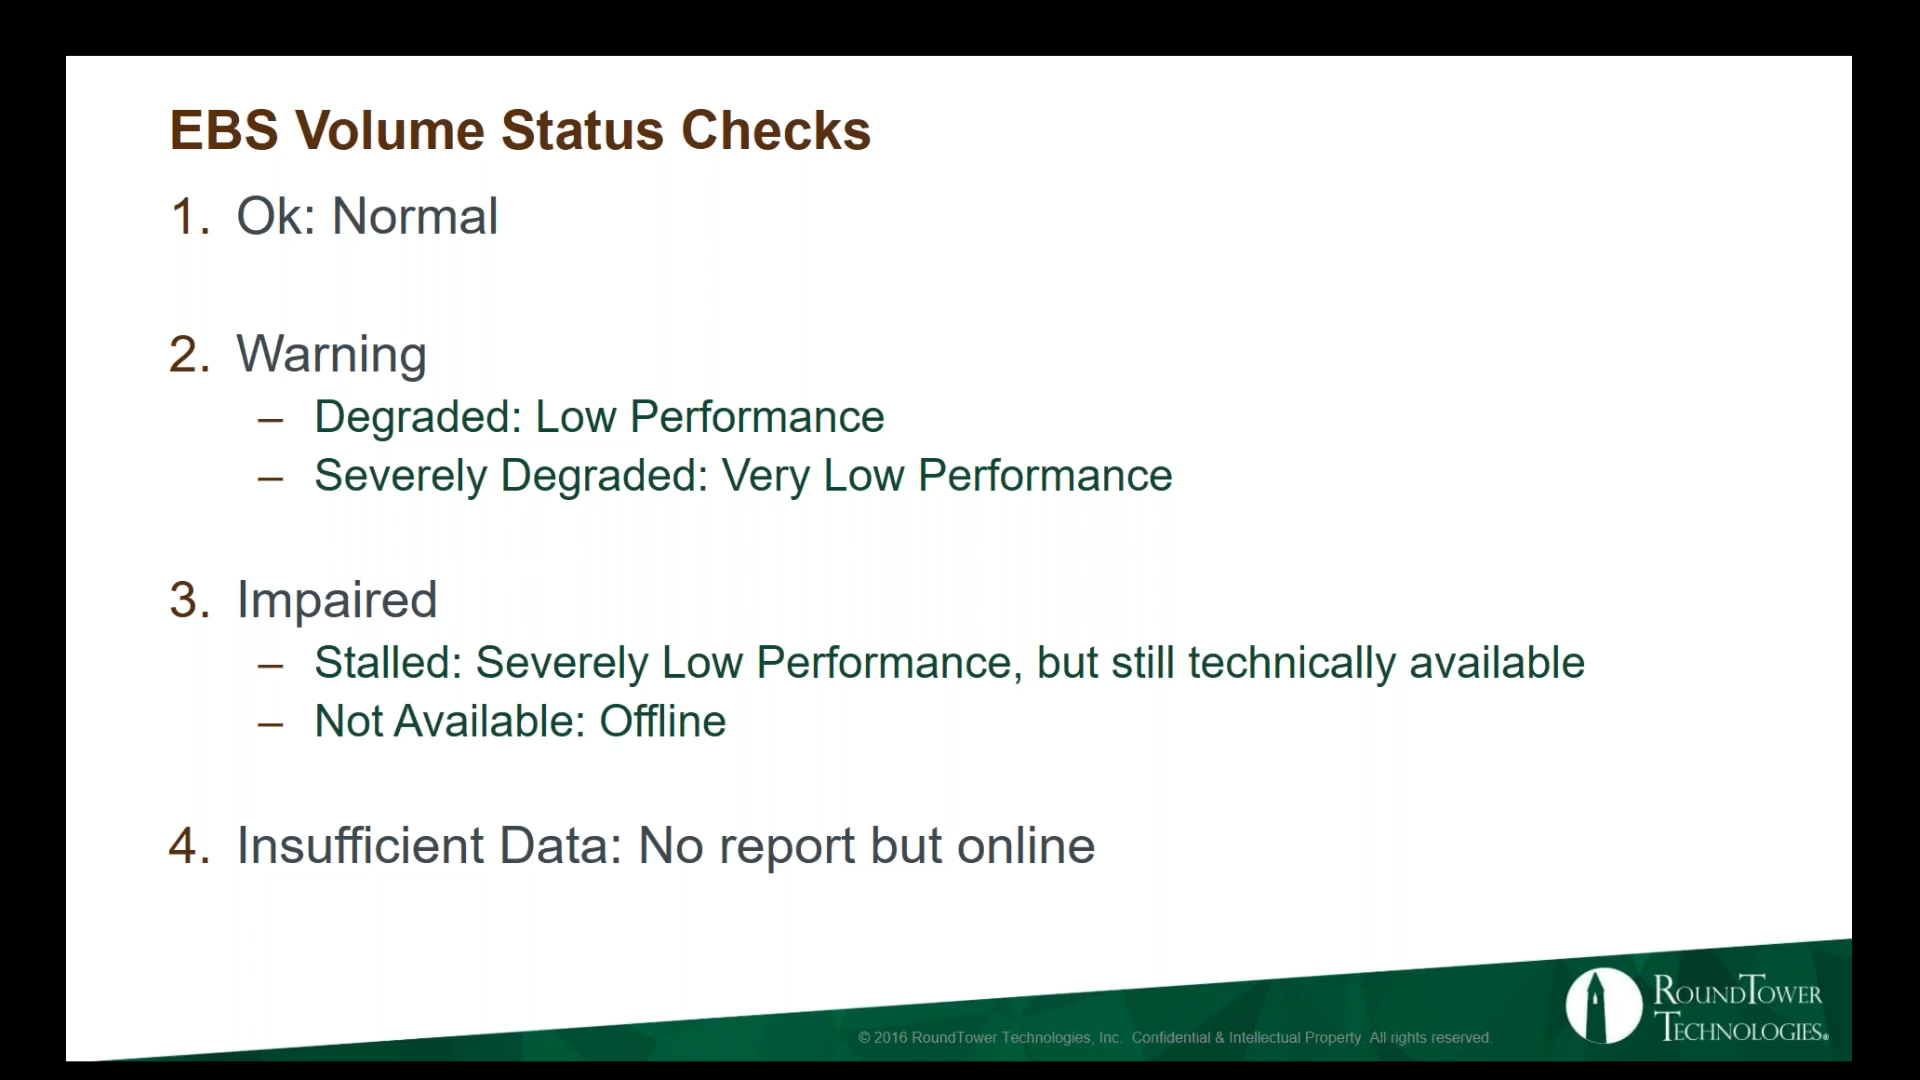 EBS Volume Status Checks
1. Ok: Normal
2. Warning
– Degraded: Low Performance
– Severely Degraded: Very Low Performance
3. Impaired
– Stalled: Severely Low Performance, but still technically available
– Not Available: Offline
4. Insufficient Data: No report but online
© 2016 RoundTower Technologies, Inc. Confidential & Intellectual Property. All rights reserved.
ROUNDTOWER
TECHNOLOGIES®